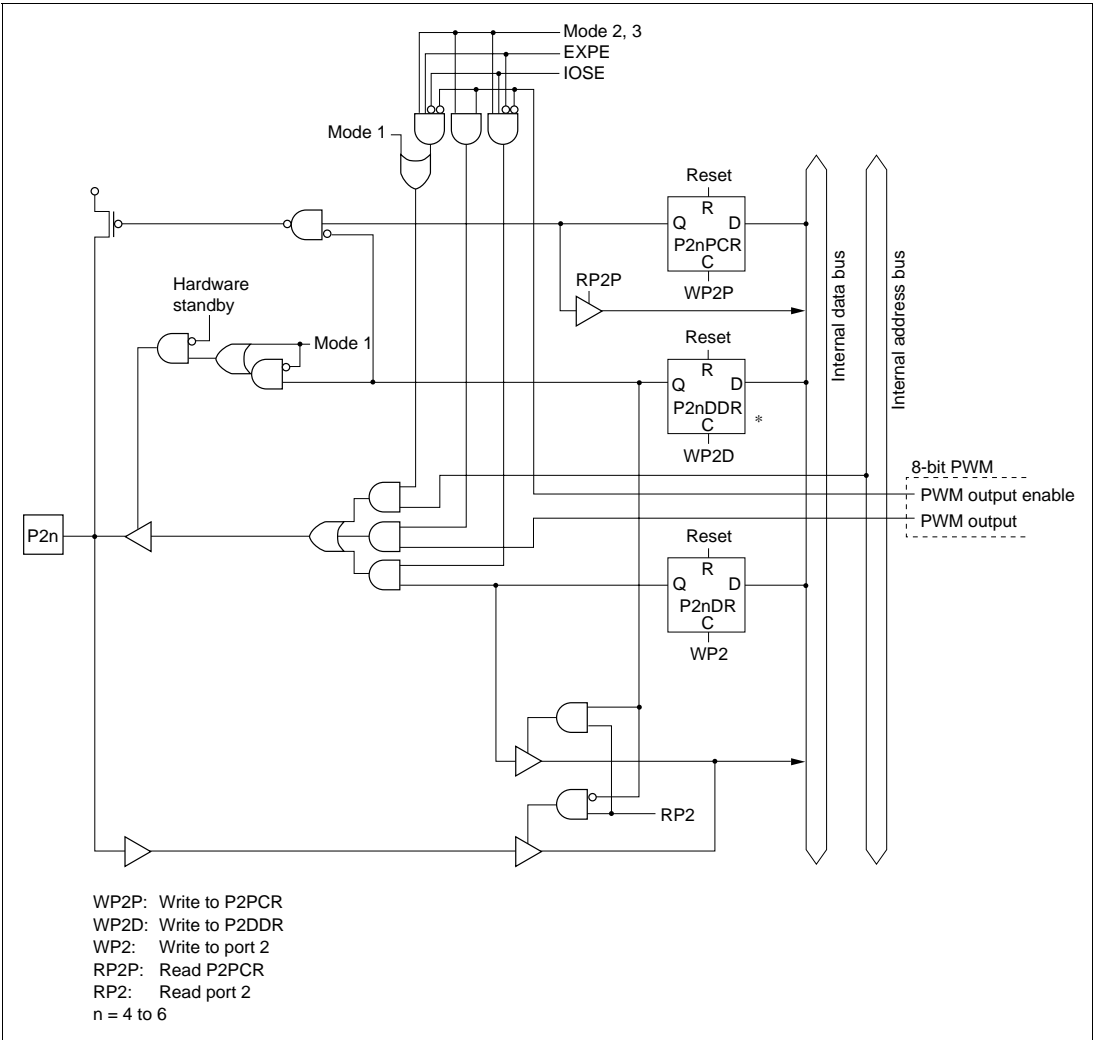 Mode 2, 3
EXPE
IOSE
Mode 1
Reset
R
Q D
P2nPCR
C
WP2P
RP2P
Hardware
standby
Mode 1
Reset
R
Q D
P2nDDR
C
*
WP2D
Internal data bus
Internal address bus
8-bit PWM
PWM output enable
PWM output
P2n
Reset
R
Q D
P2nDR
C
WP2
RP2
WP2P: Write to P2PCR
WP2D: Write to P2DDR
WP2: Write to port 2
RP2P: Read P2PCR
RP2: Read port 2
n = 4 to 6